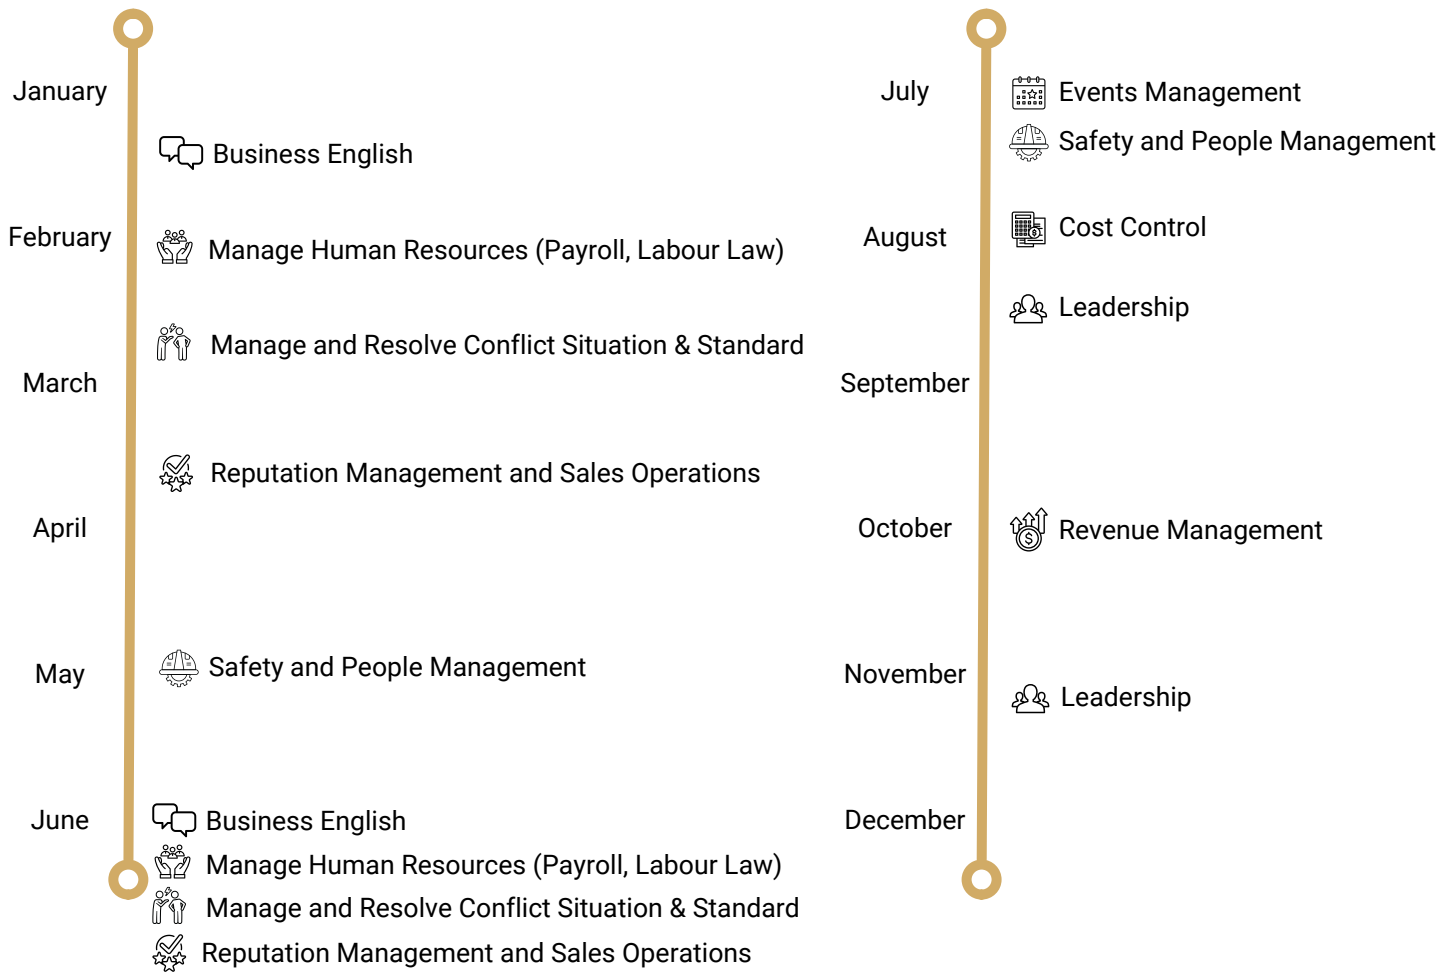 January
Business English
February
Manage Human Resources (Payroll, Labour Law)
Manage and Resolve Conflict Situation & Standard
March
Reputation Management and Sales Operations
April
May
Safety and People Management
June
Business English
Manage Human Resources (Payroll, Labour Law)
Manage and Resolve Conflict Situation & Standard
Reputation Management and Sales Operations
July
Events Management
Safety and People Management
August
Cost Control
Leadership
September
October
Revenue Management
November
Leadership
December